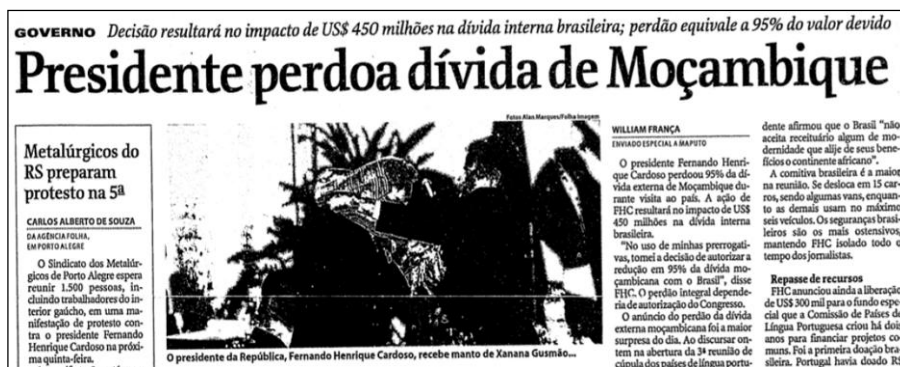 GOVERNO Decisão resultará no impacto de US$ 450 milhões na dívida interna brasileira; perdão equivale a 95% do valor devido
Presidente perdoa dívida de Moçambique
Metalúrgicos do
RS preparam
protesto na 5ª
CARLOS ALBERTO DE SOUZA
DA AGÊNCIA FOLHA,
EM PORTO ALEGRE
O Sindicato dos Metalúr-
gicos de Porto Alegre espera
reunir 1.500 pessoas, in-
cluindo trabalhadores do in-
terior gaúcho, em uma ma-
nifestação de protesto con-
tra o presidente Fernando
Henrique Cardoso na próxi-
ma quinta-feira.
Fotos Alan Marques/Folha Imagem
O presidente da República, Fernando Henrique Cardoso, recebe manto de Xanana Gusmão...
WILLIAM FRANÇA
ENVIADO ESPECIAL A MAPUTO
O presidente Fernando Henri-
que Cardoso perdoou 95% da dí-
vida externa de Moçambique du-
rante visita ao país. A ação de
FHC resultará no impacto de US$
450 milhões na dívida interna
brasileira.
"No uso de minhas prerrogati-
vas, tomei a decisão de autorizar a
redução em 95% da dívida mo-
çambicana com o Brasil", disse
FHC. O perdão integral depende-
ria de autorização do Congresso.
O anúncio do perdão da dívida
externa moçambicana foi a maior
surpresa do dia. Ao discursar on-
tem na abertura da 3ª reunião de
cúpula dos países de língua portu-
dente afirmou que o Brasil "não
aceita receituário algum de mo-
dernidade que alije de seus bene-
fícios o continente africano".
A comitiva brasileira é a maior
na reunião. Se desloca em 15 car-
ros, sendo algumas vans, enquan-
to as demais usam no máximo
seis veículos. Os seguranças brasi-
leiros são os mais ostensivos,
mantendo FHC isolado todo o
tempo dos jornalistas.
Repasse de recursos
FHC anunciou ainda a liberação
de US$ 300 mil para o fundo espe-
cial que a Comissão de Países de
Língua Portuguesa criou há dois
anos para financiar projetos co-
muns. Foi a primeira doação bra-
sileira. Portugal havia doado R$